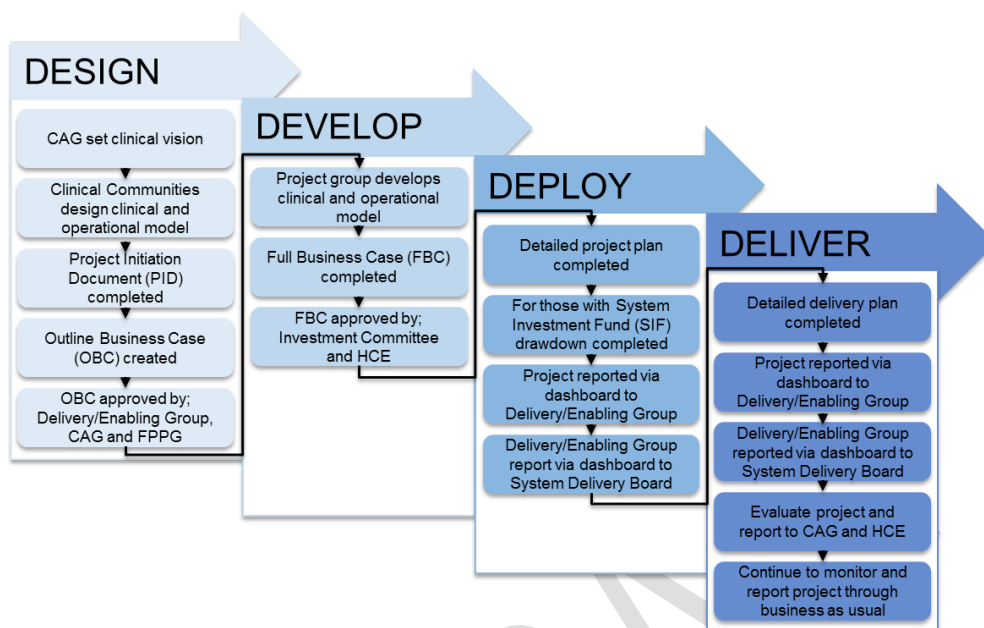 DESIGN
CAG set clinical vision
Clinical Communities
design clinical and
operational model
Project Initiation
Document (PID)
completed
Outline Business Case
(OBC) created
OBC approved by;
Delivery/Enabling Group,
CAG and FPPG
DEVELOP
Project group develops
clinical and operational
model
Full Business Case (FBC)
completed
FBC approved by;
Investment Committee
and HCE
DEPLOY
Detailed project plan
completed
For those with System
Investment Fund (SIF)
drawdown completed
Project reported via
dashboard to
Delivery/Enabling Group
Delivery/Enabling Group
report via dashboard to
System Delivery Board
DELIVER
Detailed delivery plan
completed
Project reported via
dashboard to
Delivery/Enabling Group
Delivery/Enabling Group
reported via dashboard to
System Delivery Board
Evaluate project and
report to CAG and HCE
Continue to monitor and
report project through
business as usual